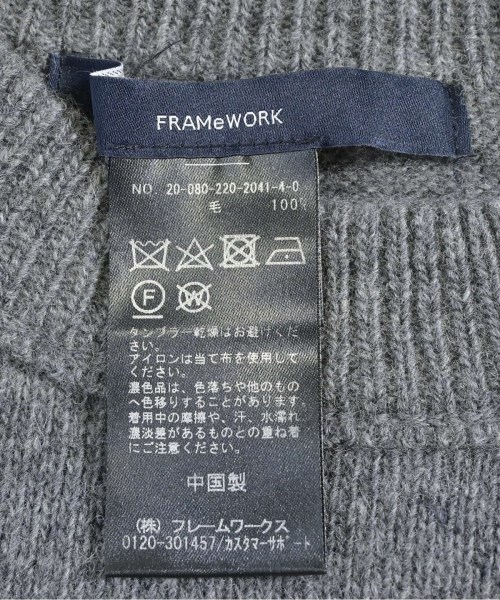 FRAMeWORK
NO. 20-080-220-2041-4-0
毛 100%
タンブラー乾燥はお避けくだ
さい。
アイロンは当て布を使用して
ください。
濃色品は、色落ちや他のもの
へ色移りすることがあります。
着用中の摩擦や、汗、水濡れ
濃淡差があるものとの重ね着
にご注意ください。
中国製
(株) フレームワークス
0120-301457/カスタマーサポート